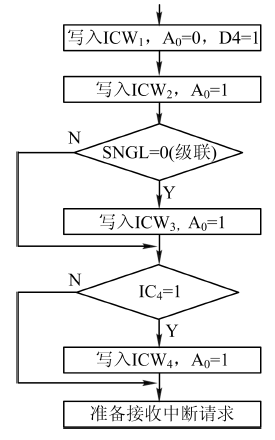 写入ICW₁，A₀=0，D4=1
写入ICW₂，A₀=1
N
SNGL=0(级联)
Y
写入ICW₃, A₀=1
N
IC₄=1
Y
写入ICW₄，A₀=1
准备接收中断请求